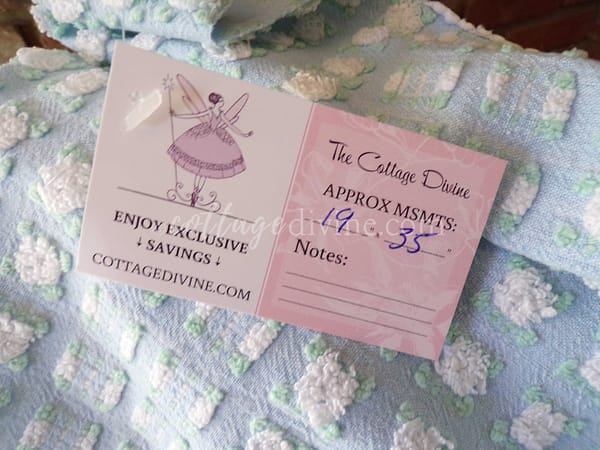 ENJOY EXCLUSIVE
↓ SAVINGS ↓
COTTAGEDIVINE.COM
The Cottage Divine
APPROX MSMTS:
19 " x 35 "
Notes:
cottagedivine.com